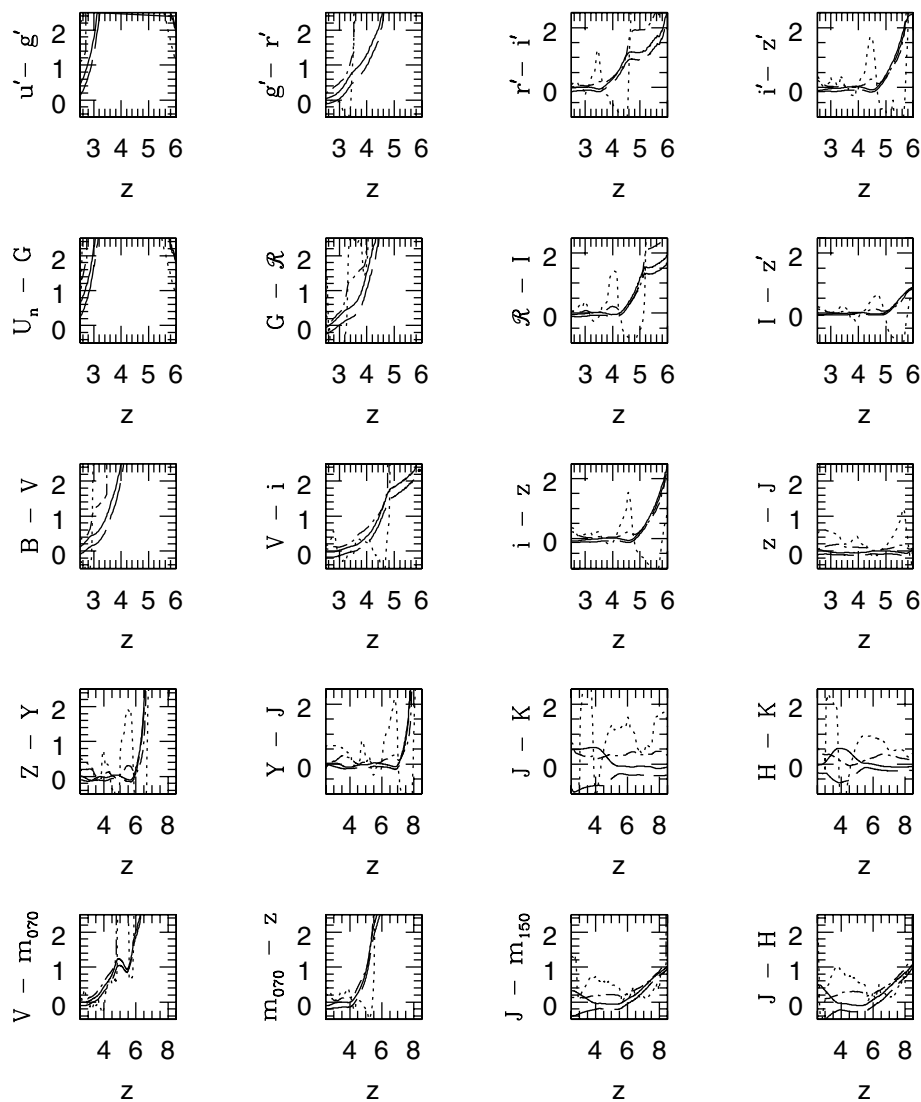 u′ − g′
2
1
0
3 4 5 6
z
g′ − r′
2
1
0
3 4 5 6
z
r′ − i′
2
0
3 4 5 6
z
i′ − z′
2
0
3 4 5 6
z
Uₙ − G
2
1
0
3 4 5 6
z
G − ℛ
2
1
0
3 4 5 6
z
ℛ − I
2
0
3 4 5 6
z
I − z′
2
0
3 4 5 6
z
B − V
2
1
0
3 4 5 6
z
V − i
2
1
0
3 4 5 6
z
i − z
2
0
3 4 5 6
z
z − J
2
1
0
3 4 5 6
z
Z − Y
2
1
0
4 6 8
z
Y − J
2
0
4 6 8
z
J − K
2
0
4 6 8
z
H − K
2
0
4 6 8
z
V − m₀₇₀
2
1
0
4 6 8
z
m₀₇₀ − z
2
1
0
4 6 8
z
J − m₁₅₀
2
1
0
4 6 8
z
J − H
2
1
0
4 6 8
z